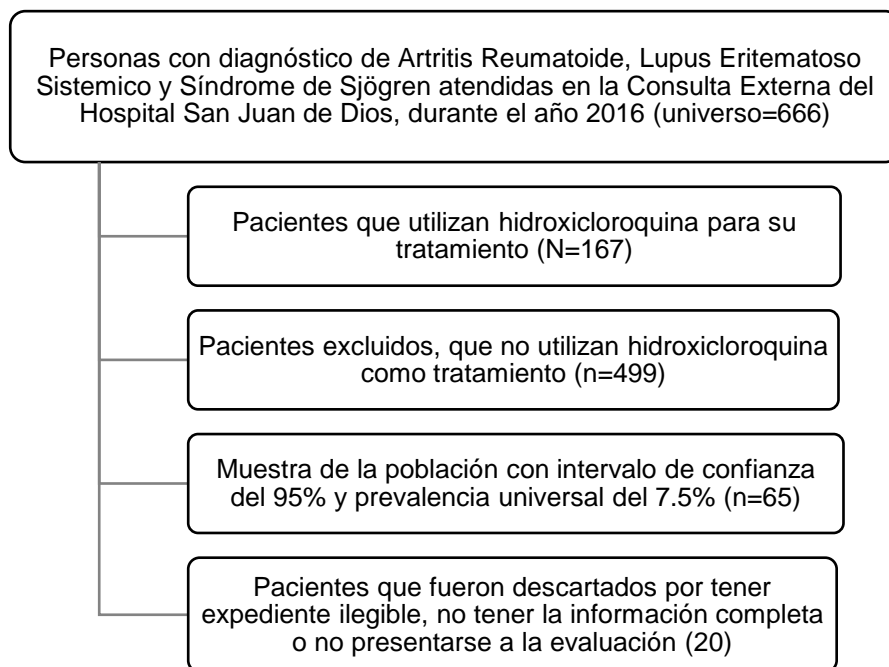 Personas con diagnóstico de Artritis Reumatoide, Lupus Eritematoso
Sistemico y Síndrome de Sjögren atendidas en la Consulta Externa del
Hospital San Juan de Dios, durante el año 2016 (universo=666)
Pacientes que utilizan hidroxicloroquina para su
tratamiento (N=167)
Pacientes excluidos, que no utilizan hidroxicloroquina
como tratamiento (n=499)
Muestra de la población con intervalo de confianza
del 95% y prevalencia universal del 7.5% (n=65)
Pacientes que fueron descartados por tener
expediente ilegible, no tener la información completa
o no presentarse a la evaluación (20)